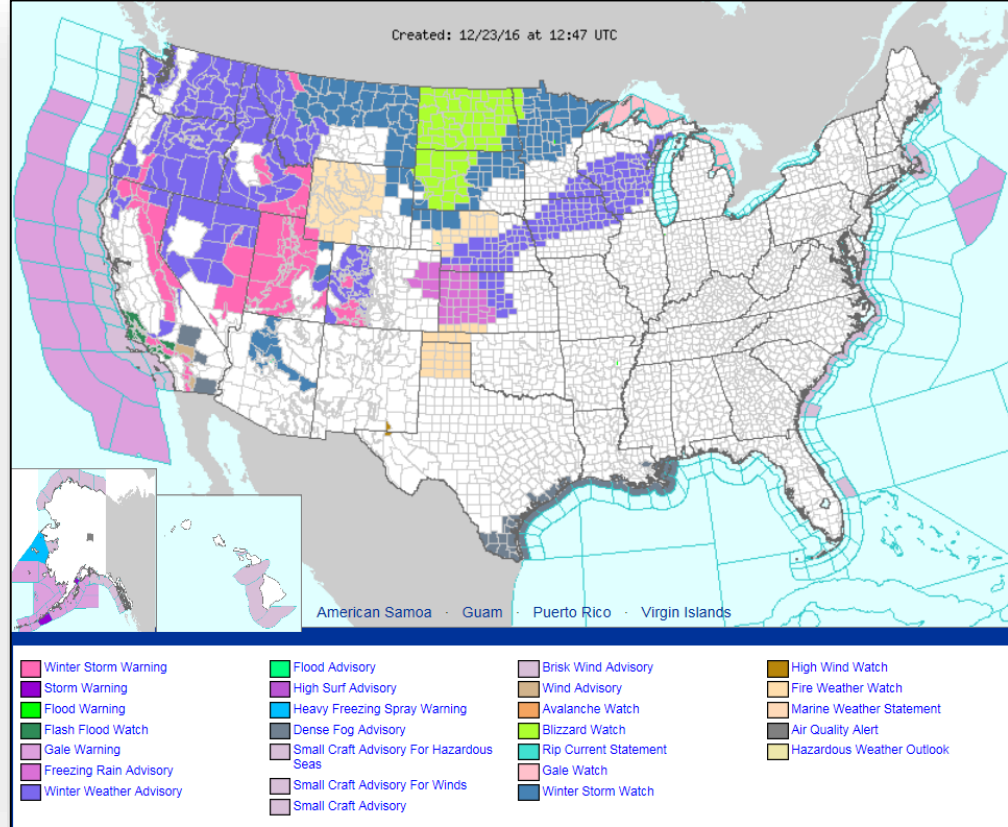 Created: 12/23/16 at 12:47 UTC
American Samoa · Guam · Puerto Rico · Virgin Islands
Winter Storm Warning
Storm Warning
Flood Warning
Flash Flood Watch
Gale Warning
Freezing Rain Advisory
Winter Weather Advisory
Flood Advisory
High Surf Advisory
Heavy Freezing Spray Warning
Dense Fog Advisory
Small Craft Advisory For Hazardous
Seas
Small Craft Advisory For Winds
Small Craft Advisory
Brisk Wind Advisory
Wind Advisory
Avalanche Watch
Blizzard Watch
Rip Current Statement
Gale Watch
Winter Storm Watch
High Wind Watch
Fire Weather Watch
Marine Weather Statement
Air Quality Alert
Hazardous Weather Outlook